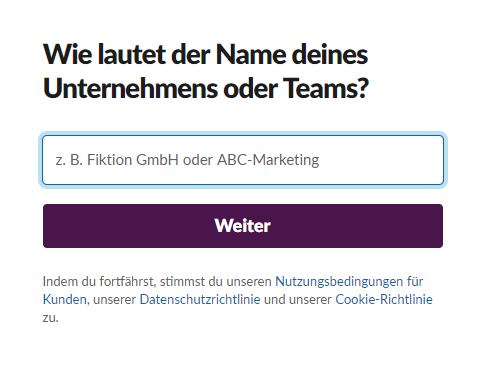 Wie lautet der Name deines
Unternehmens oder Teams?
z. B. Fiktion GmbH oder ABC-Marketing
Weiter
Indem du fortfährst, stimmst du unseren Nutzungsbedingungen für
Kunden, unserer Datenschutzrichtlinie und unserer Cookie-Richtlinie
zu.